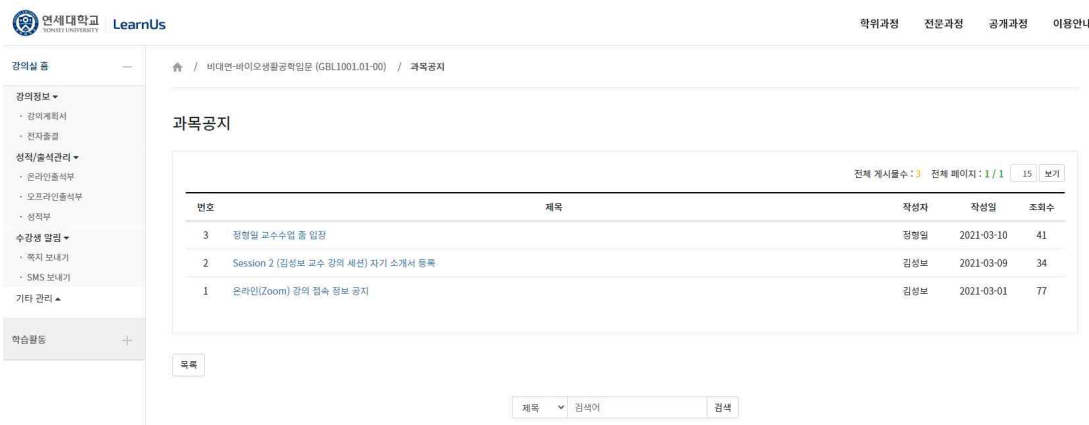 연세대학교 LearnUs
YONSEI UNIVERSITY
학위과정 전문과정 공개과정 이용안내
강의실 홈
/ 비대면-바이오생활공학입문 (GBL1001.01-00) / 과목공지
강의정보
· 강의계획서
· 전자출결
성적/출석관리
· 온라인출석부
· 오프라인출석부
· 성적부
수강생 알림
· 쪽지 보내기
· SMS 보내기
기타 관리
학습활동
과목공지
전체 게시물수 : 3 전체 페이지 : 1 / 1 15 보기
번호 제목 작성자 작성일 조회수
3 정형일 교수수업 줌 입장 정형일 2021-03-10 41
2 Session 2 (김성보 교수 강의 세션) 자기 소개서 등록 김성보 2021-03-09 34
1 온라인(Zoom) 강의 접속 정보 공지 김성보 2021-03-01 77
목록
제목 검색어 검색